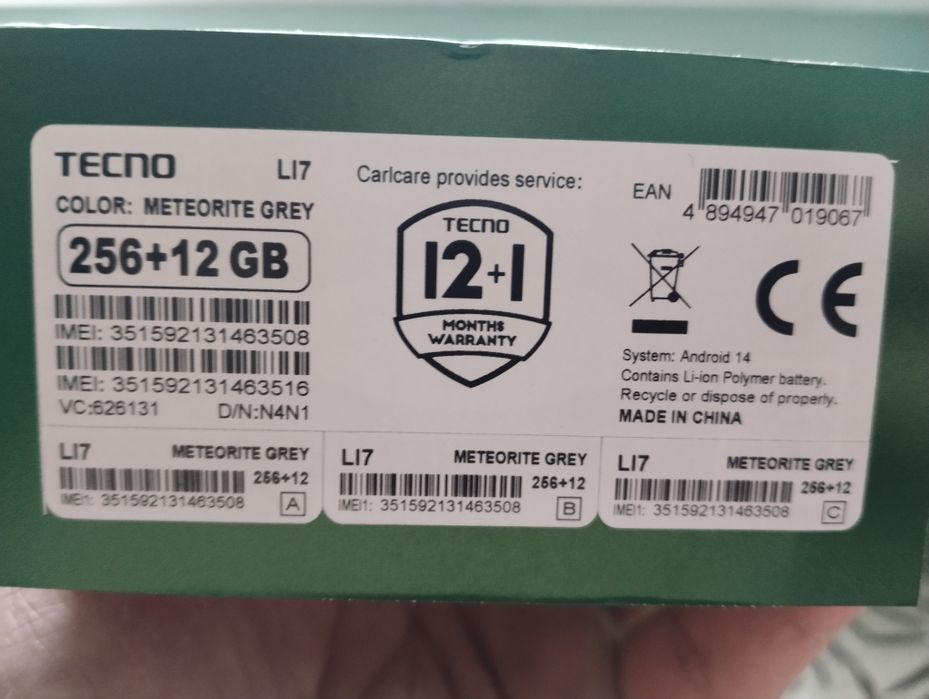 TECNO LI7
COLOR: METEORITE GREY
256+12 GB
IMEI: 351592131463508
IMEI: 351592131463516
VC:626131 D/N:N4N1
Carlcare provides service:
TECNO
12+1
MONTHS
WARRANTY
EAN
4 894947 019067
CE
System: Android 14
Contains Li-ion Polymer battery.
Recycle or dispose of properly.
MADE IN CHINA
LI7 METEORITE GREY
256+12
IMEI1: 351592131463508 A
LI7 METEORITE GREY
256+12
IMEI1: 351592131463508 B
LI7 METEORITE GREY
256+12
IMEI1: 351592131463508 C